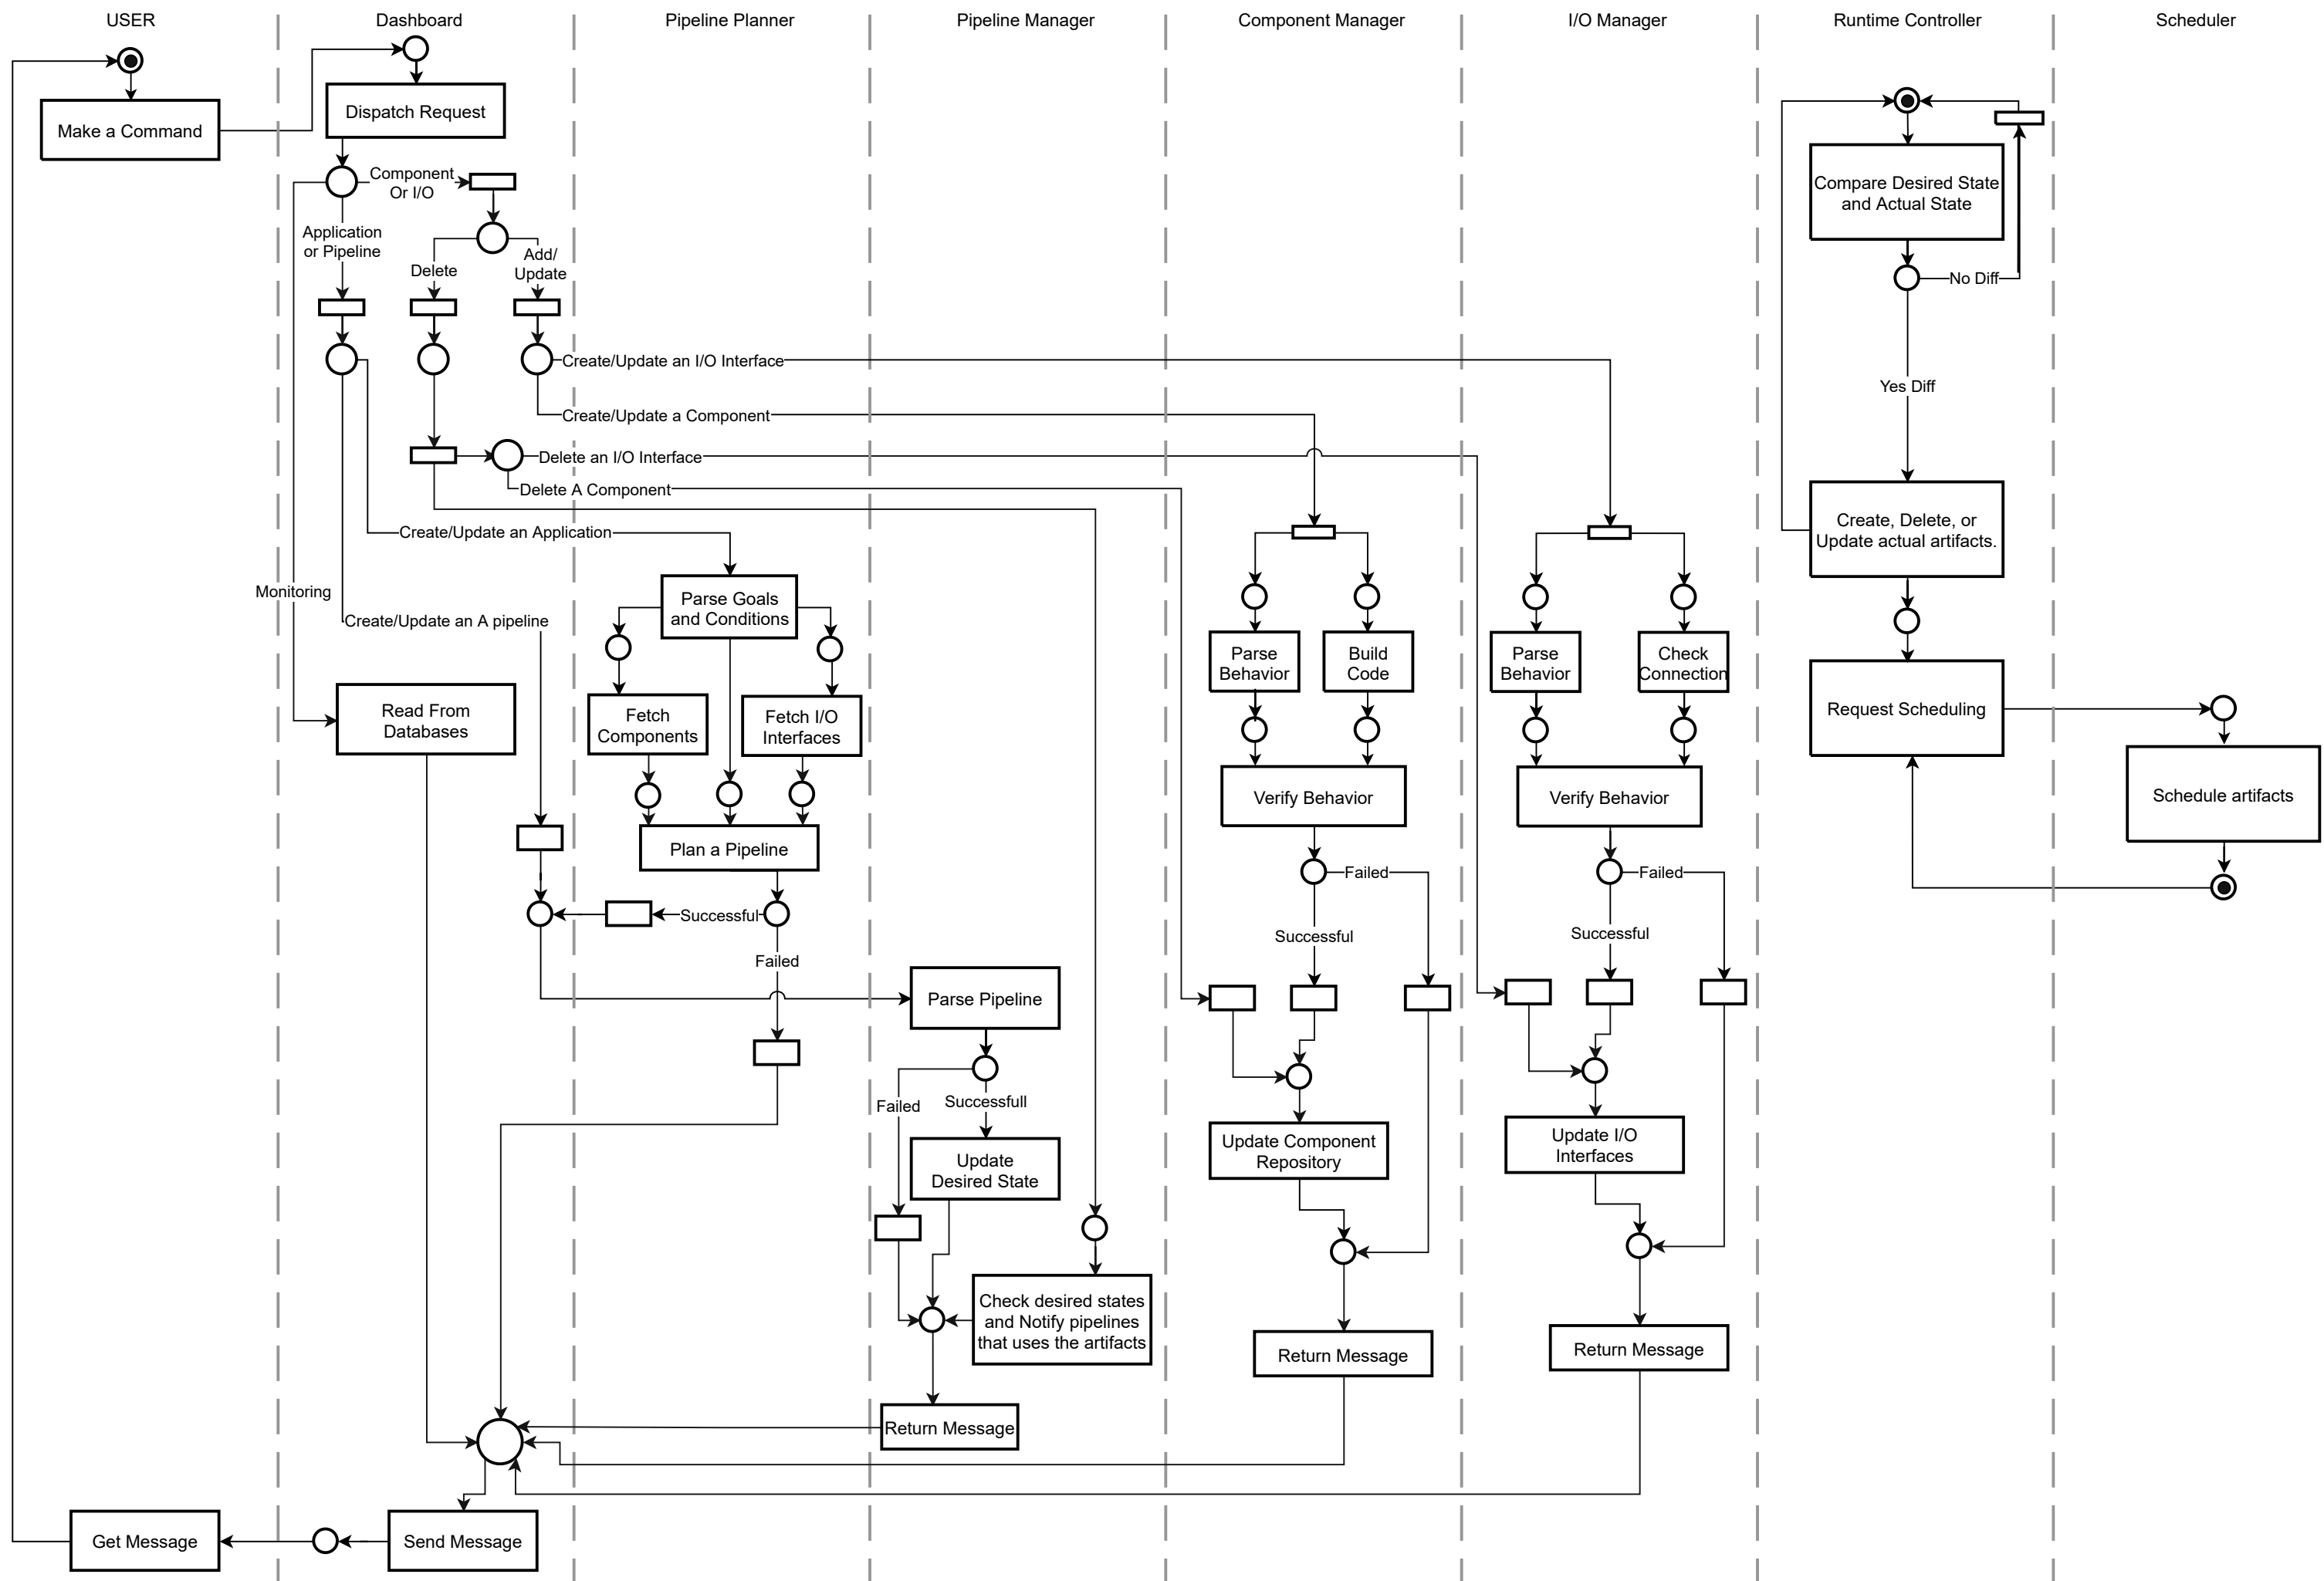 USER
Dashboard
Pipeline Planner
Pipeline Manager
Component Manager
I/O Manager
Runtime Controller
Scheduler
Make a Command
Dispatch Request
Component
Or I/O
Application
or Pipeline
Delete
Add/
Update
Compare Desired State
and Actual State
No Diff
Yes Diff
Create/Update an I/O Interface
Create/Update a Component
Delete an I/O Interface
Delete A Component
Create/Update an Application
Create, Delete, or
Update actual artifacts.
Monitoring
Create/Update an A pipeline
Parse Goals
and Conditions
Parse
Behavior
Build
Code
Parse
Behavior
Check
Connection
Read From
Databases
Fetch
Components
Fetch I/O
Interfaces
Request Scheduling
Schedule artifacts
Verify Behavior
Verify Behavior
Plan a Pipeline
Failed
Failed
Successful
Successful
Successful
Failed
Parse Pipeline
Failed
Successfull
Update
Desired State
Update Component
Repository
Update I/O
Interfaces
Check desired states
and Notify pipelines
that uses the artifacts
Return Message
Return Message
Return Message
Get Message
Send Message